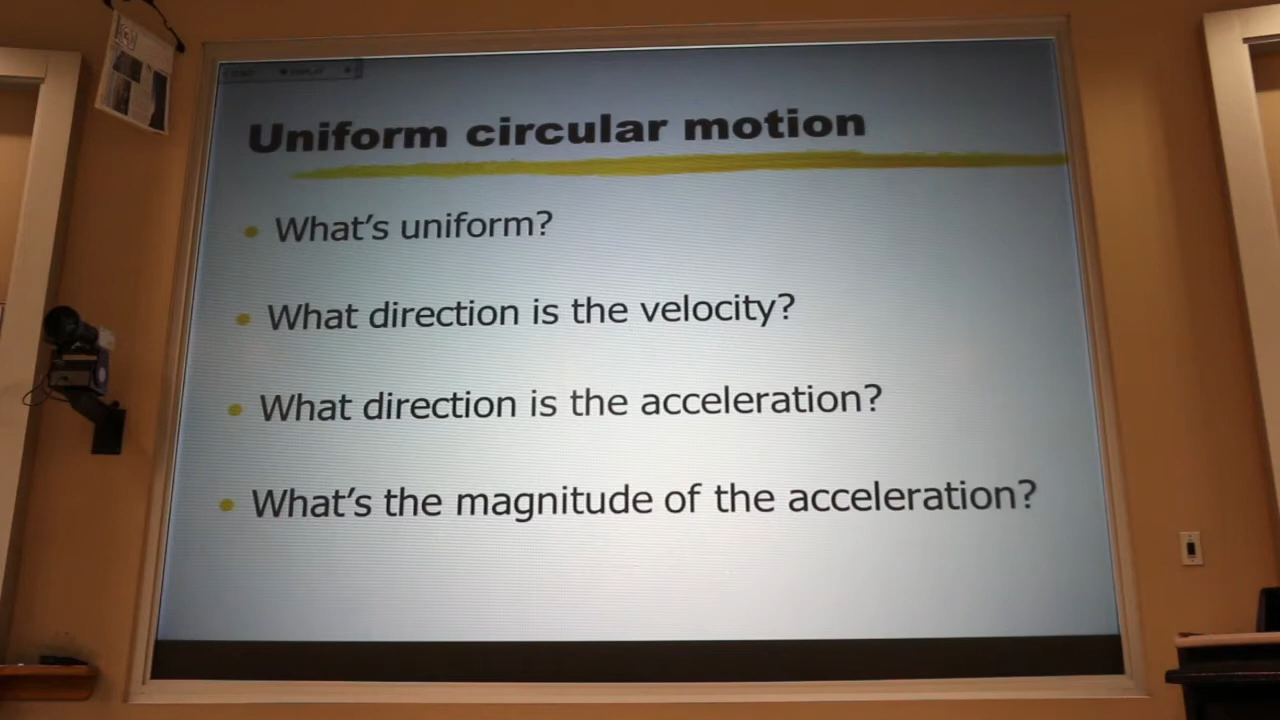 Uniform circular motion
What's uniform?
What direction is the velocity?
What direction is the acceleration?
What's the magnitude of the acceleration?